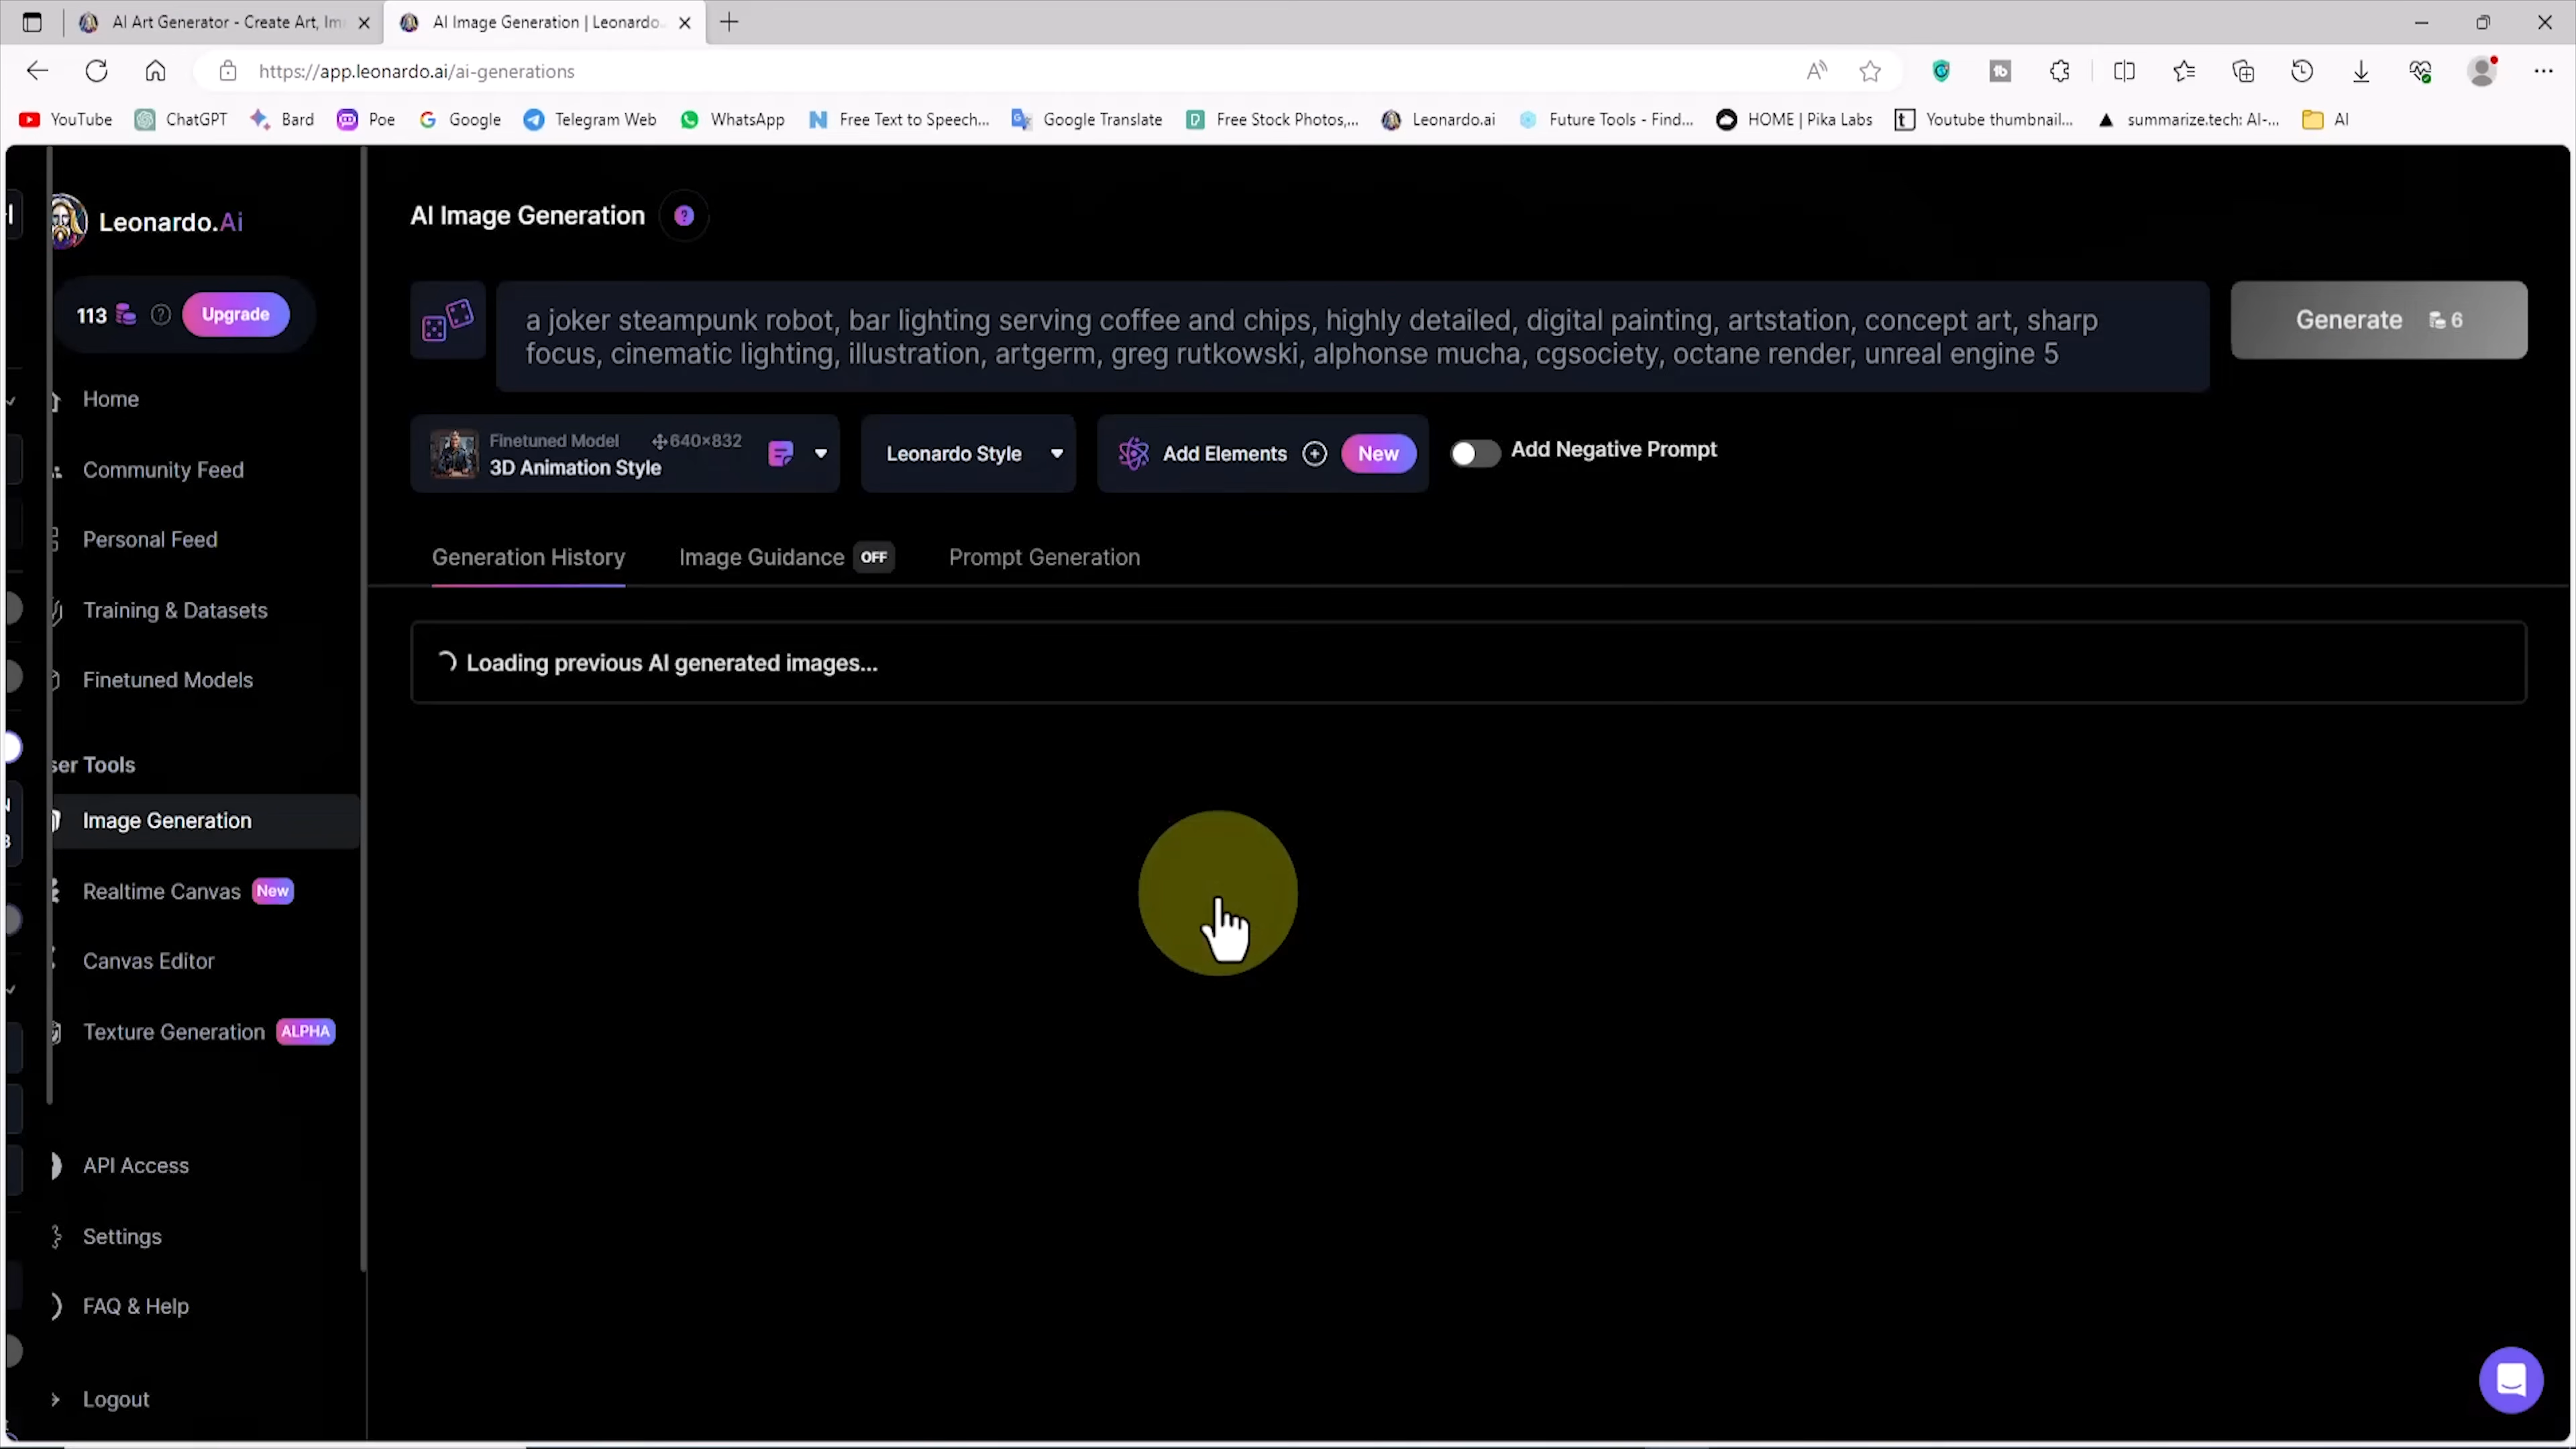 AI Art Generator - Create Art, Im
AI Image Generation | Leonardo.
https://app.leonardo.ai/ai-generations
YouTube
ChatGPT
Bard
Poe
Google
Telegram Web
WhatsApp
Free Text to Speech...
Google Translate
Free Stock Photos,...
Leonardo.ai
Future Tools - Find...
HOME | Pika Labs
Youtube thumbnail...
summarize.tech: AI-...
AI
Leonardo.Ai
113
Upgrade
Home
Community Feed
Personal Feed
Training & Datasets
Finetuned Models
ser Tools
Image Generation
Realtime Canvas New
Canvas Editor
Texture Generation ALPHA
API Access
Settings
FAQ & Help
Logout
AI Image Generation
a joker steampunk robot, bar lighting serving coffee and chips, highly detailed, digital painting, artstation, concept art, sharp
focus, cinematic lighting, illustration, artgerm, greg rutkowski, alphonse mucha, cgsociety, octane render, unreal engine 5
Generate 6
Finetuned Model 640×832
3D Animation Style
Leonardo Style
Add Elements New
Add Negative Prompt
Generation History
Image Guidance OFF
Prompt Generation
Loading previous AI generated images...